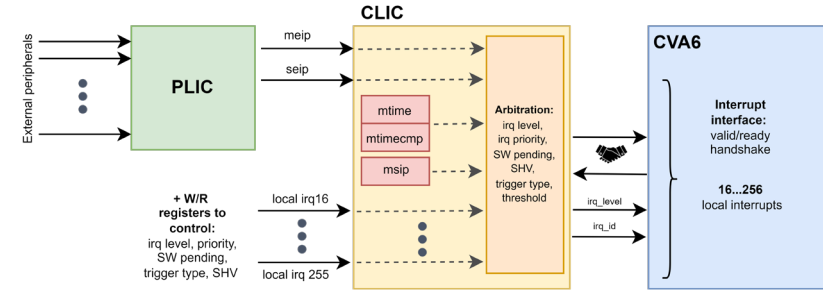 CLIC
CVA6
PLIC
External peripherals
meip
seip
mtime
mtimecmp
msip
Arbitration:
irq level,
irq priority,
SW pending,
SHV,
trigger type,
threshold
Interrupt
interface:
valid/ready
handshake
16...256
local interrupts
irq_level
irq_id
+ W/R
registers to
control:
irq level, priority,
SW pending,
trigger type, SHV
local irq16
local irq 255